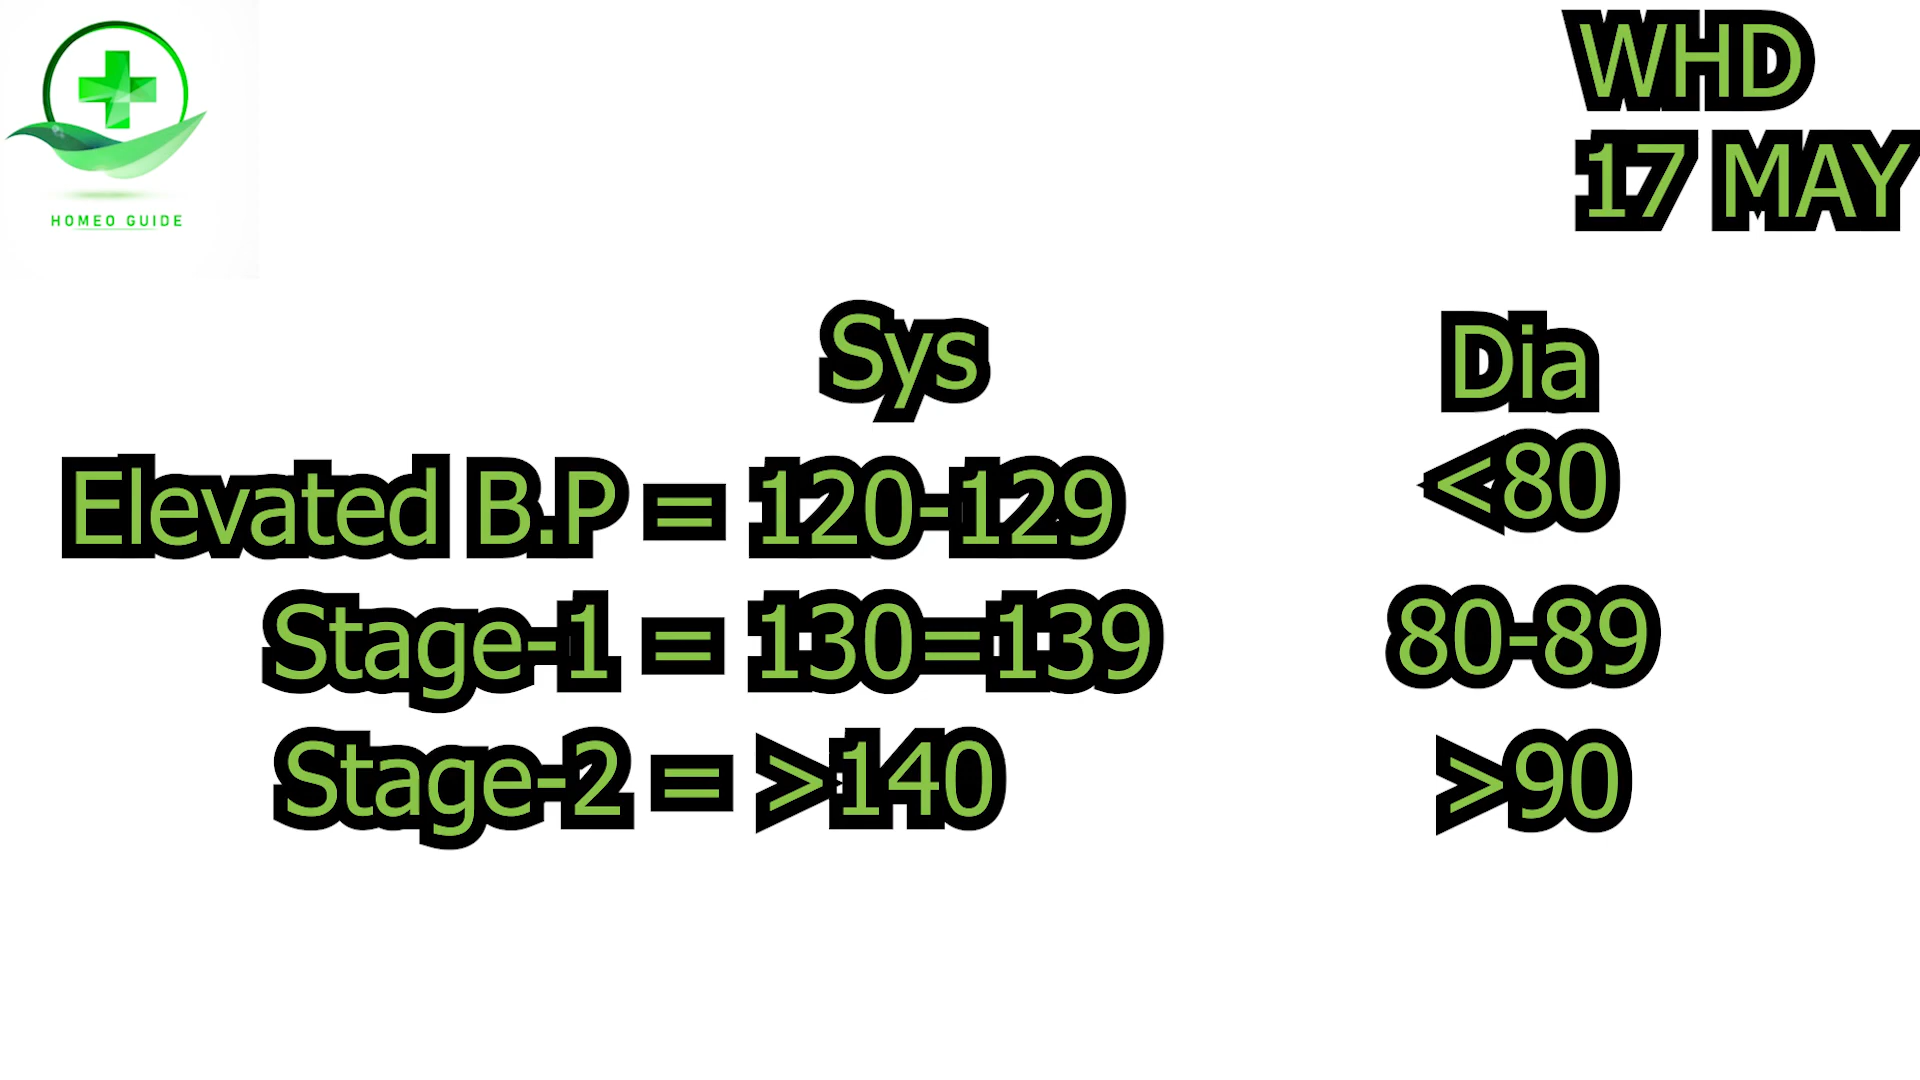 HOMEO GUIDE
WHD
17 MAY
Sys Dia
Elevated B.P = 120-129 <80
Stage-1 = 130=139 80-89
Stage-2 = >140 >90